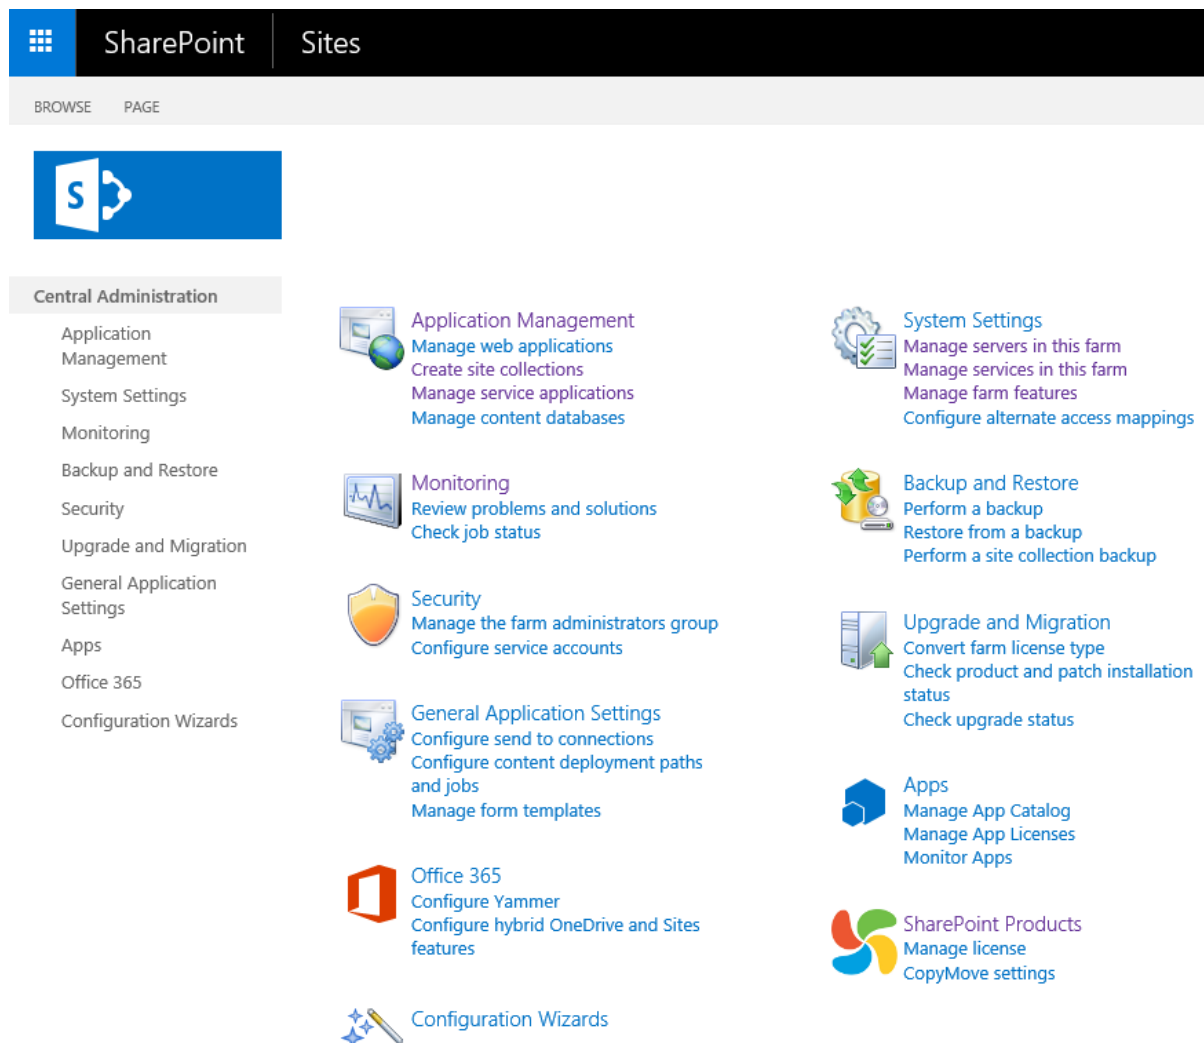 SharePoint
Sites
BROWSE
PAGE
S
Central Administration
Application
Management
System Settings
Monitoring
Backup and Restore
Security
Upgrade and Migration
General Application
Settings
Apps
Office 365
Configuration Wizards
Application Management
Manage web applications
Create site collections
Manage service applications
Manage content databases
Monitoring
Review problems and solutions
Check job status
Security
Manage the farm administrators group
Configure service accounts
General Application Settings
Configure send to connections
Configure content deployment paths
and jobs
Manage form templates
Office 365
Configure Yammer
Configure hybrid OneDrive and Sites
features
Configuration Wizards
System Settings
Manage servers in this farm
Manage services in this farm
Manage farm features
Configure alternate access mappings
Backup and Restore
Perform a backup
Restore from a backup
Perform a site collection backup
Upgrade and Migration
Convert farm license type
Check product and patch installation
status
Check upgrade status
Apps
Manage App Catalog
Manage App Licenses
Monitor Apps
SharePoint Products
Manage license
CopyMove settings